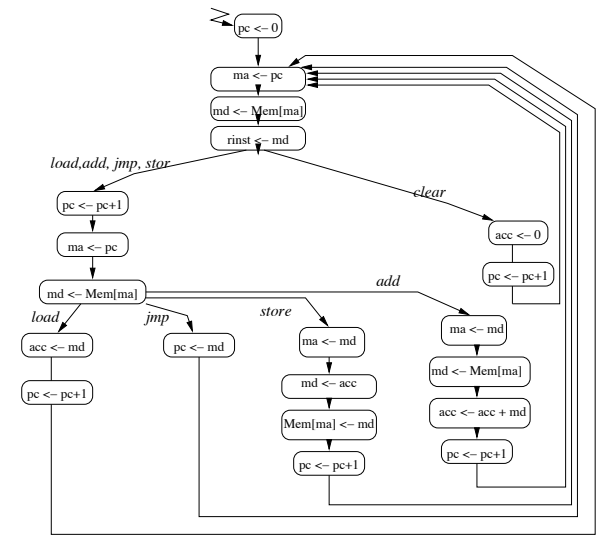 pc <– 0
ma <– pc
md <– Mem[ma]
rinst <– md
load,add, jmp, stor
clear
pc <– pc+1
acc <– 0
ma <– pc
pc <– pc+1
md <– Mem[ma]
add
load
jmp
store
acc <– md
pc <– md
ma <– md
ma <– md
pc <– pc+1
md <– acc
md <– Mem[ma]
Mem[ma] <– md
acc <– acc + md
pc <– pc+1
pc <– pc+1